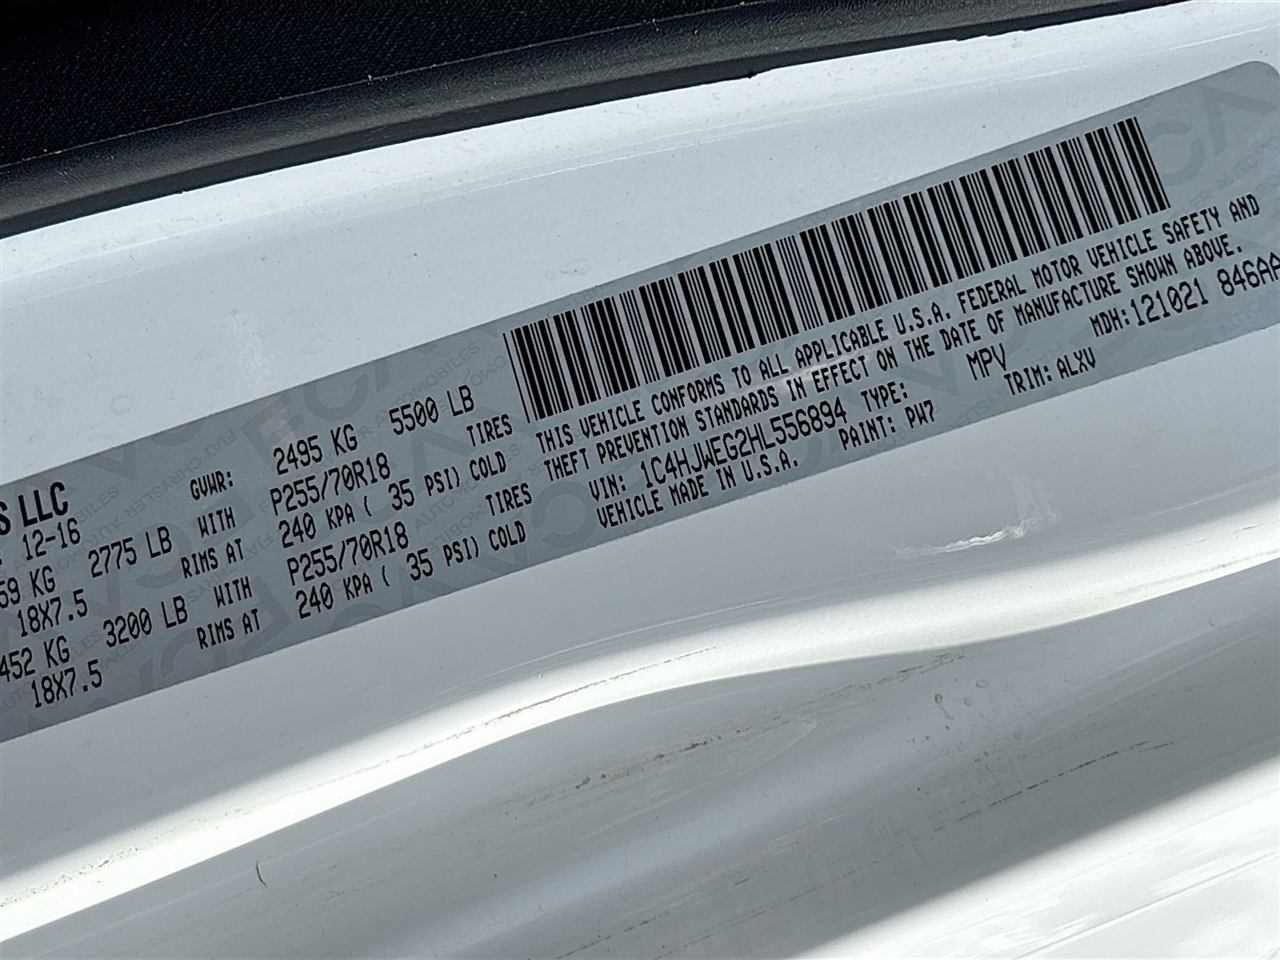 S LLC
12-16
GVWR: 2495 KG 5500 LB
59 KG 2775 LB WITH P255/70R18 TIRES
18X7.5 RIMS AT 240 KPA ( 35 PSI) COLD
452 KG 3200 LB WITH P255/70R18 TIRES
18X7.5 RIMS AT 240 KPA ( 35 PSI) COLD
THIS VEHICLE CONFORMS TO ALL APPLICABLE U.S.A. FEDERAL MOTOR VEHICLE SAFETY AND
THEFT PREVENTION STANDARDS IN EFFECT ON THE DATE OF MANUFACTURE SHOWN ABOVE.
VIN: 1C4HJWEG2HL556894 TYPE: MPV MDH: 121021 846AA
VEHICLE MADE IN U.S.A. PAINT: PW7 TRIM: ALXV